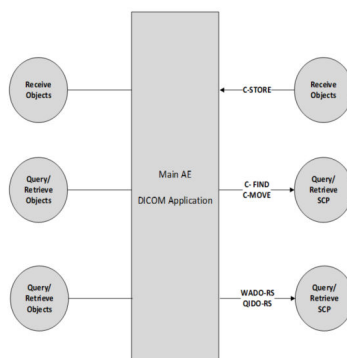 Receive
Objects
C-STORE
Receive
Objects
Query/
Retrieve
Objects
Main AE
DICOM Application
C- FIND
C-MOVE
Query/
Retrieve
SCP
Query/
Retrieve
Objects
WADO-RS
QIDO-RS
Query/
Retrieve
SCP